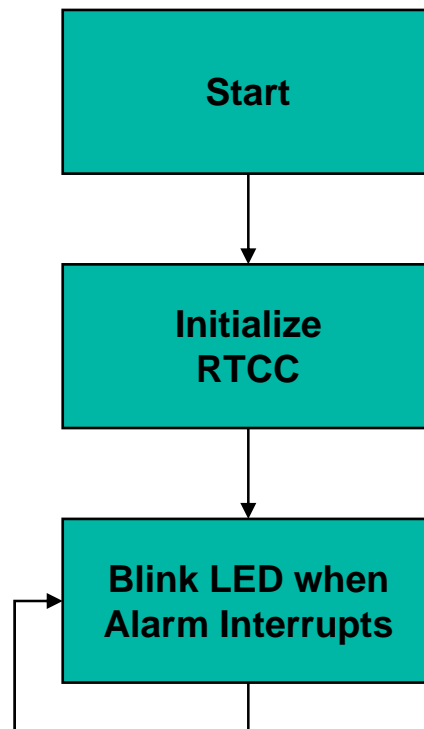 Start
Initialize
RTCC
Blink LED when
Alarm Interrupts